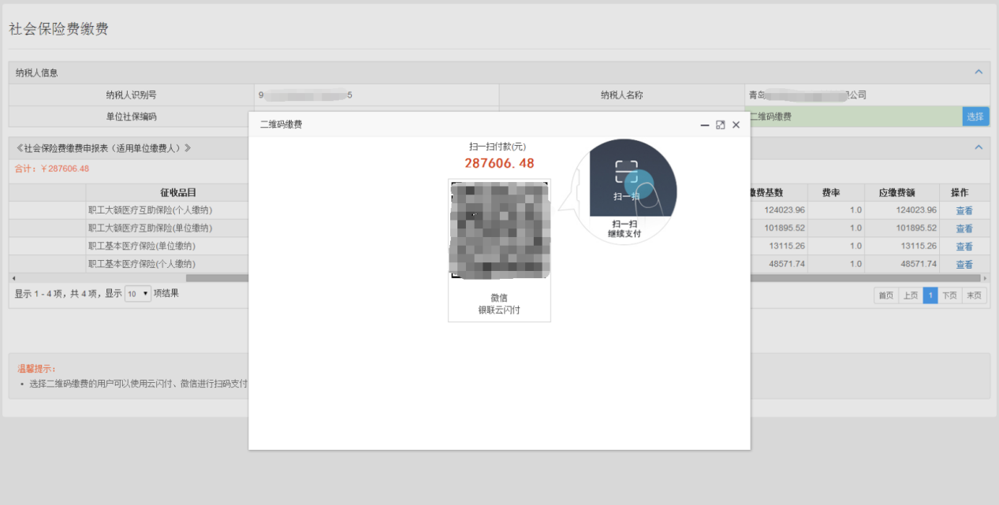 社会保险费缴费
纳税人信息
纳税人识别号 9 5 纳税人名称 青岛 公司
单位社保编码 二维码缴费 选择
二维码缴费
扫一扫付款(元)
287606.48
扫一扫
扫一扫
继续支付
微信
银联云闪付
《社会保险费缴费申报表（适用单位缴费人）》
合计：￥287606.48
征收品目 缴费基数 费率 应缴费额 操作
职工大额医疗互助保险(个人缴纳) 124023.96 1.0 124023.96 查看
职工大额医疗互助保险(单位缴纳) 101895.52 1.0 101895.52 查看
职工基本医疗保险(单位缴纳) 13115.26 1.0 13115.26 查看
职工基本医疗保险(个人缴纳) 48571.74 1.0 48571.74 查看
显示 1 - 4 项，共 4 项，显示 10 项结果 首页 上页 1 下页 末页
温馨提示：
• 选择二维码缴费的用户可以使用云闪付、微信进行扫码支付